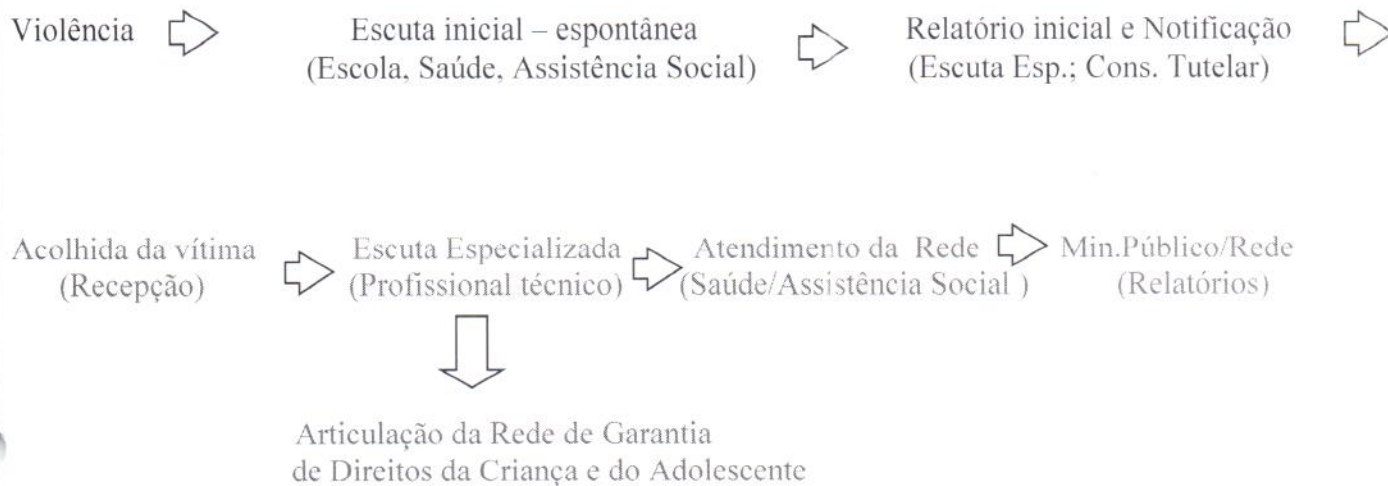 Violência
Escuta inicial – espontânea
(Escola, Saúde, Assistência Social)
Relatório inicial e Notificação
(Escuta Esp.; Cons. Tutelar)
Acolhida da vítima
(Recepção)
Escuta Especializada
(Profissional técnico)
Atendimento da Rede
(Saúde/Assistência Social )
Min.Público/Rede
(Relatórios)
Articulação da Rede de Garantia
de Direitos da Criança e do Adolescente